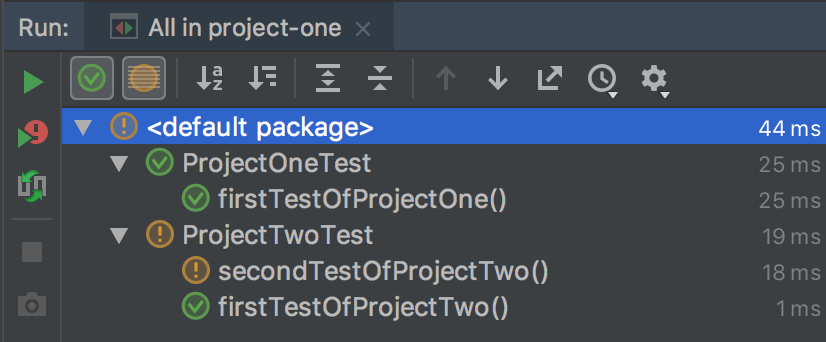 Run: All in project-one
<default package> 44 ms
ProjectOneTest 25 ms
firstTestOfProjectOne() 25 ms
ProjectTwoTest 19 ms
secondTestOfProjectTwo() 18 ms
firstTestOfProjectTwo() 1 ms